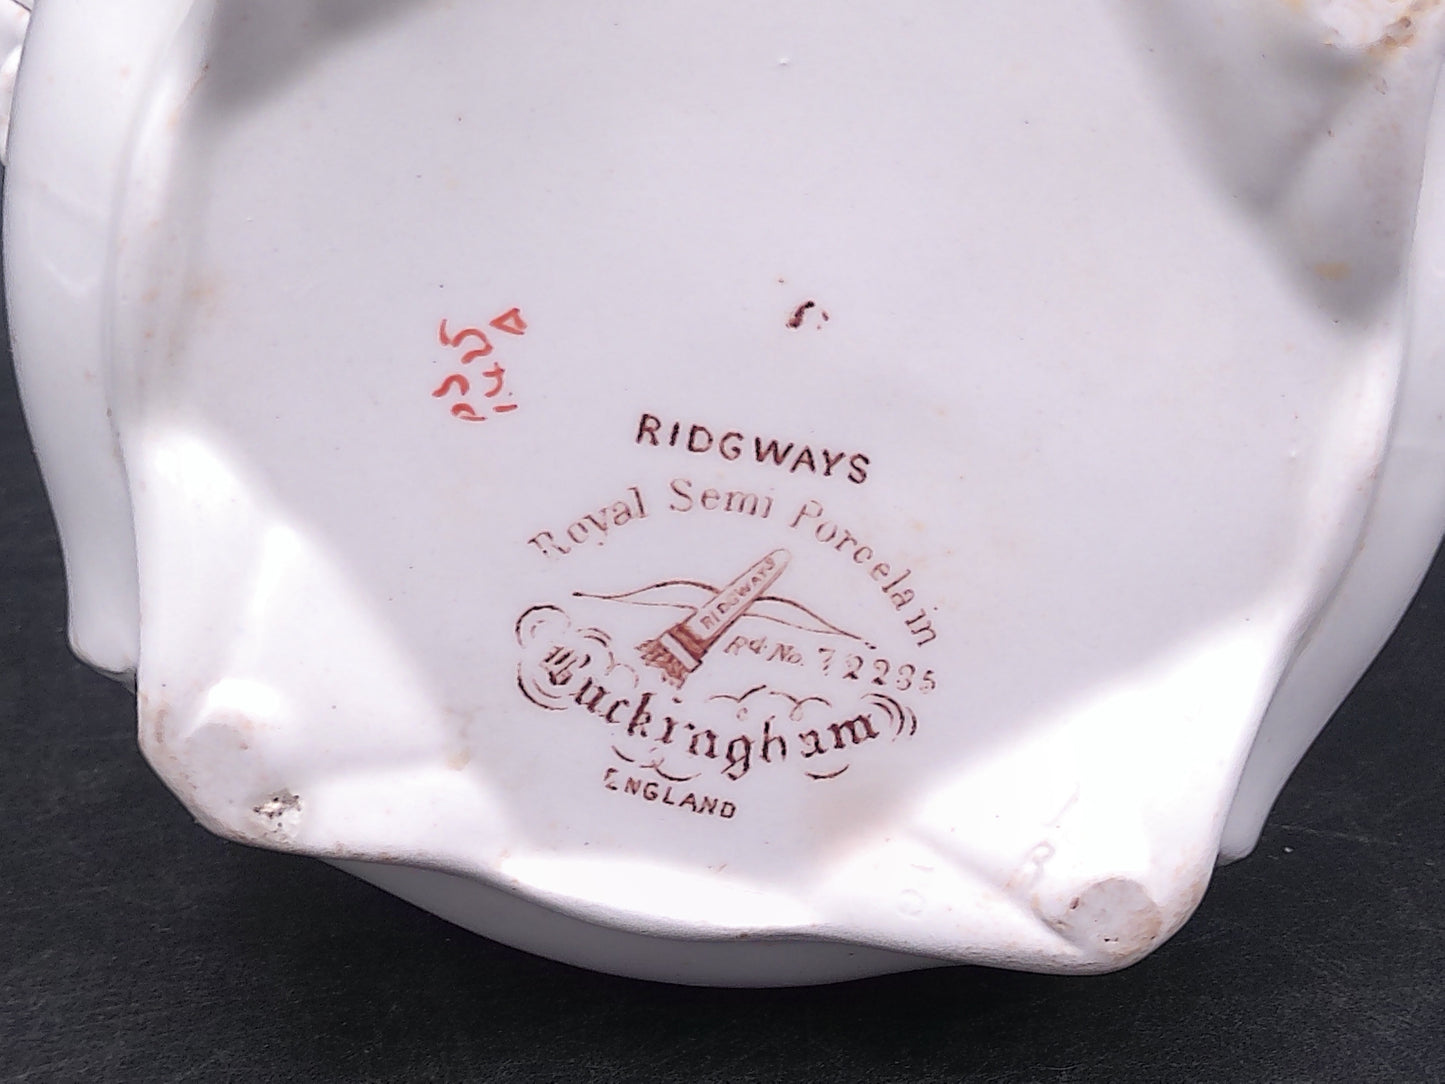 RIDGWAYS
Royal Semi Porcelain
RIDGWAYS
Rd. No. 72235
Buckingham
ENGLAND